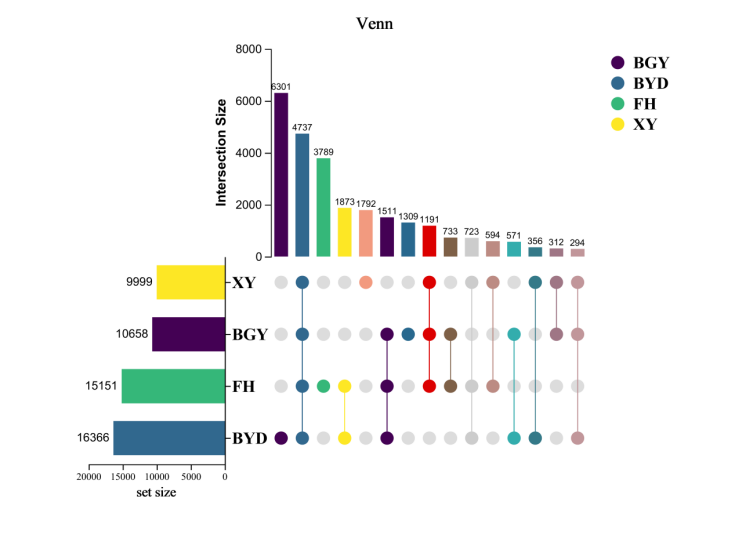 Venn
8000
6000
4000
2000
0
Intersection Size
6301
4737
3789
1873
1792
1511
1309
1191
733
723
594
571
356
312
294
BGY
BYD
FH
XY
9999 XY
10658 BGY
15151 FH
16366 BYD
20000 15000 10000 5000 0
set size